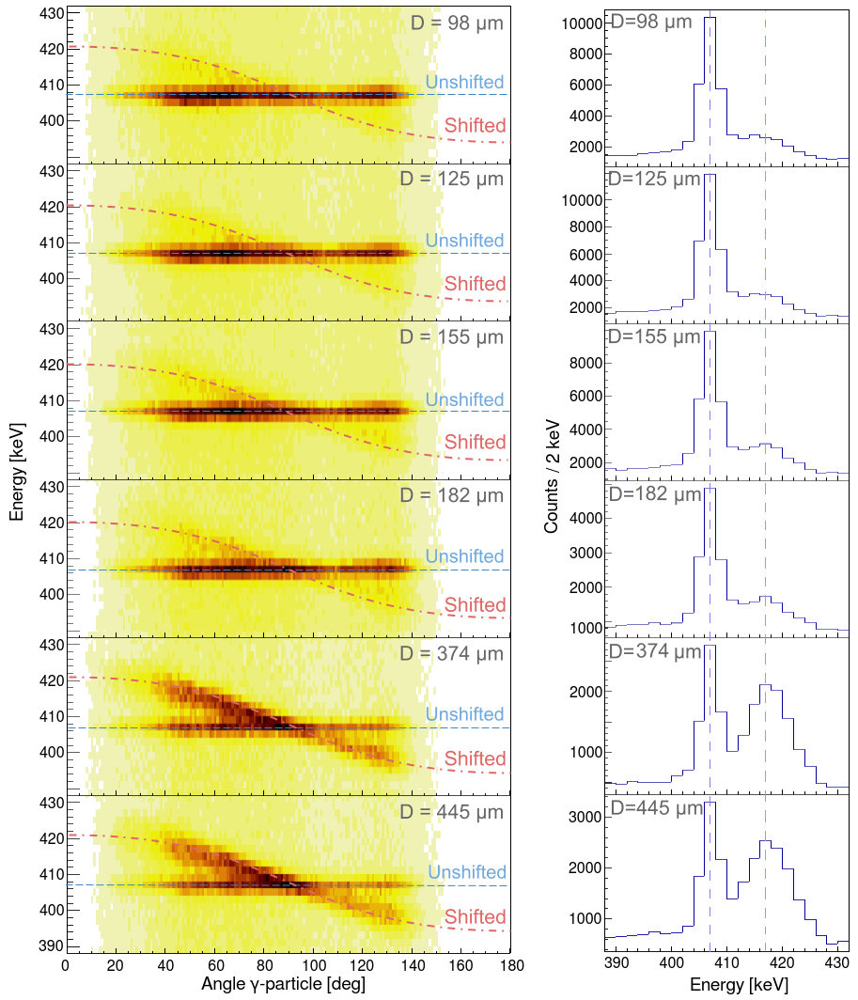 D = 98 μm
430
420
410
400
Unshifted
Shifted
D = 125 μm
430
420
410
400
Unshifted
Shifted
D = 155 μm
430
420
410
400
Unshifted
Shifted
D = 182 μm
430
420
410
400
Unshifted
Shifted
D = 374 μm
430
420
410
400
Unshifted
Shifted
D = 445 μm
430
420
410
400
390
Unshifted
Shifted
0 20 40 60 80 100 120 140 160 180
Angle γ-particle [deg]
Energy [keV]
D=98 μm
10000
8000
6000
4000
2000
D=125 μm
10000
8000
6000
4000
2000
D=155 μm
8000
6000
4000
2000
D=182 μm
4000
3000
2000
1000
D=374 μm
2000
1000
D=445 μm
3000
2000
1000
390 400 410 420 430
Energy [keV]
Counts / 2 keV